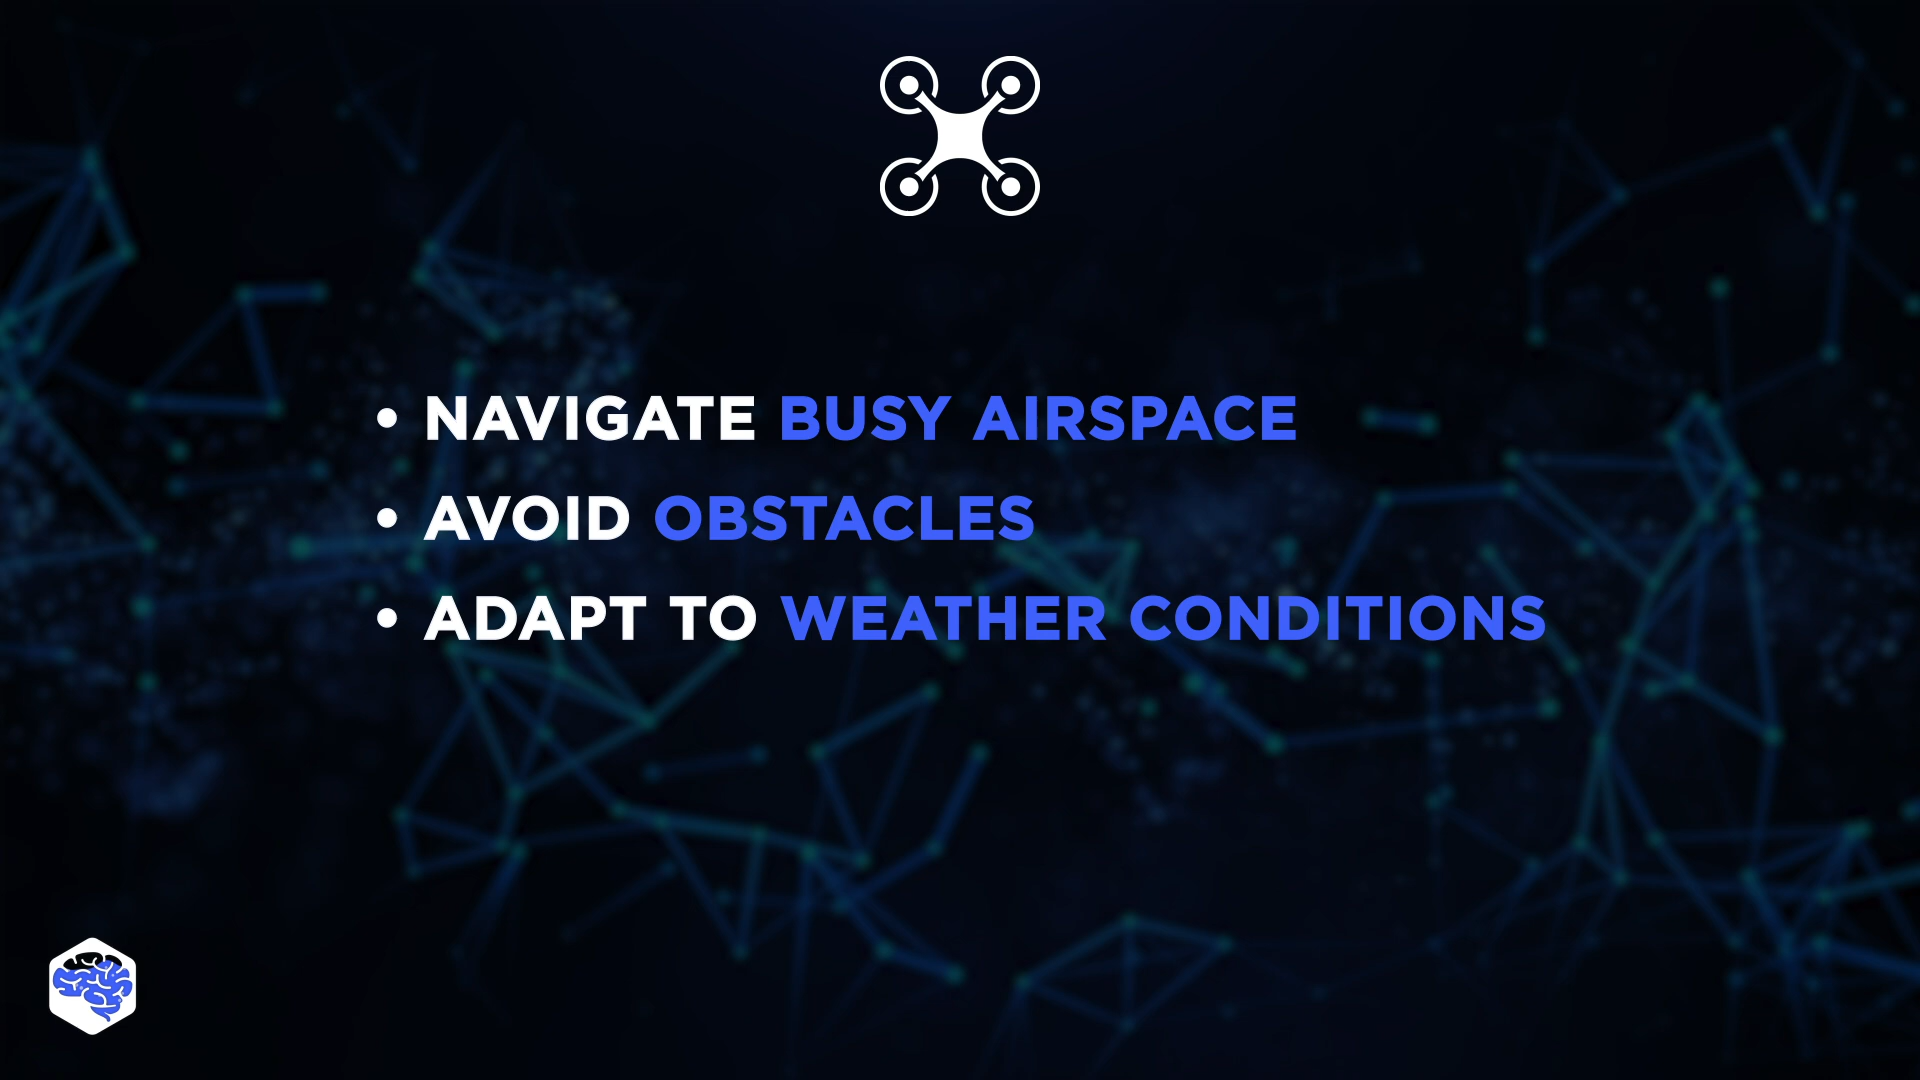 • NAVIGATE BUSY AIRSPACE
• AVOID OBSTACLES
• ADAPT TO WEATHER CONDITIONS